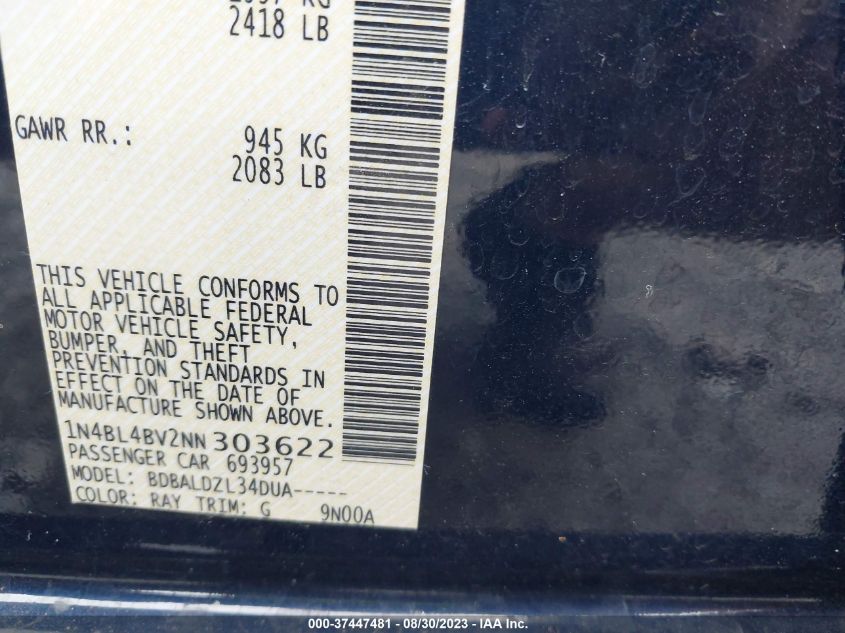 2418 LB
GAWR RR.: 945 KG
2083 LB
THIS VEHICLE CONFORMS TO
ALL APPLICABLE FEDERAL
MOTOR VEHICLE SAFETY,
BUMPER, AND THEFT
PREVENTION STANDARDS IN
EFFECT ON THE DATE OF
MANUFACTURE SHOWN ABOVE.
1N4BL4BV2NN303622
PASSENGER CAR 693957
MODEL: BDBALDZL34DUA-----
COLOR: RAY TRIM: G 9N00A
000-37447481 - 08/30/2023 - IAA Inc.